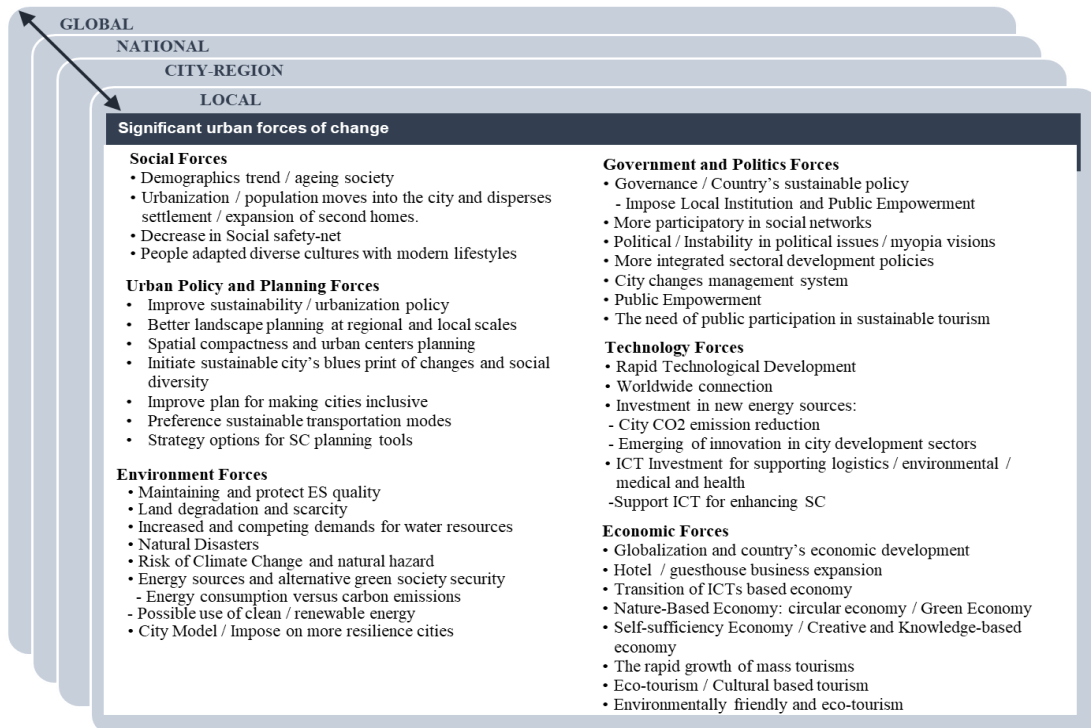 GLOBAL
NATIONAL
CITY-REGION
LOCAL
Significant urban forces of change
Social Forces
• Demographics trend / ageing society
• Urbanization / population moves into the city and disperses
settlement / expansion of second homes.
• Decrease in Social safety-net
• People adapted diverse cultures with modern lifestyles
Urban Policy and Planning Forces
• Improve sustainability / urbanization policy
• Better landscape planning at regional and local scales
• Spatial compactness and urban centers planning
• Initiate sustainable city's blues print of changes and social
diversity
• Improve plan for making cities inclusive
• Preference sustainable transportation modes
• Strategy options for SC planning tools
Environment Forces
• Maintaining and protect ES quality
• Land degradation and scarcity
• Increased and competing demands for water resources
• Natural Disasters
• Risk of Climate Change and natural hazard
• Energy sources and alternative green society security
- Energy consumption versus carbon emissions
- Possible use of clean / renewable energy
• City Model / Impose on more resilience cities
Government and Politics Forces
• Governance / Country's sustainable policy
- Impose Local Institution and Public Empowerment
• More participatory in social networks
• Political / Instability in political issues / myopia visions
• More integrated sectoral development policies
• City changes management system
• Public Empowerment
• The need of public participation in sustainable tourism
Technology Forces
• Rapid Technological Development
• Worldwide connection
• Investment in new energy sources:
- City CO2 emission reduction
- Emerging of innovation in city development sectors
• ICT Investment for supporting logistics / environmental /
medical and health
-Support ICT for enhancing SC
Economic Forces
• Globalization and country's economic development
• Hotel / guesthouse business expansion
• Transition of ICTs based economy
• Nature-Based Economy: circular economy / Green Economy
• Self-sufficiency Economy / Creative and Knowledge-based
economy
• The rapid growth of mass tourisms
• Eco-tourism / Cultural based tourism
• Environmentally friendly and eco-tourism